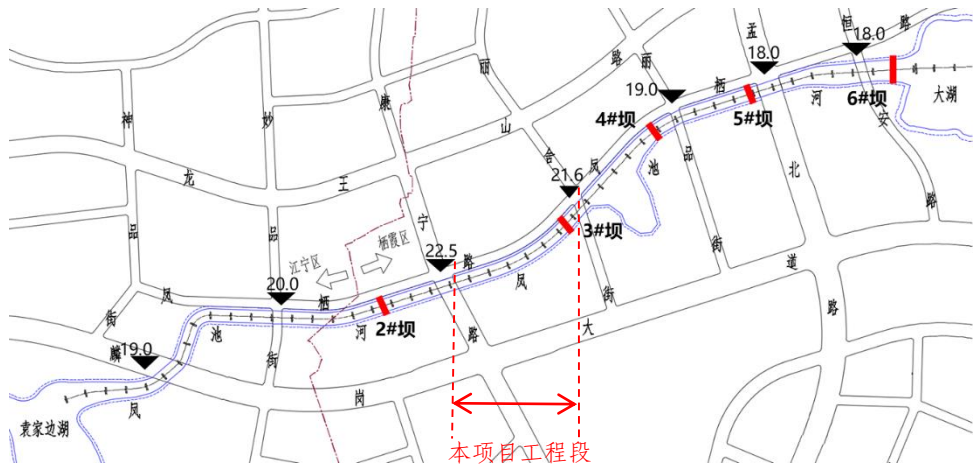 恒
路
18.0
孟
18.0
丽
路
丽
栖
19.0
康
河
6#坝
大湖
神
妙
山
4#坝
5#坝
安
舍
凤
池
品
龙
王
21.6
北
品
品
宁
3#坝
路
栖霞区
22.5
路
江宁区
凤
街
道
20.0
凤
栖
街
大
路
街
池
河
2#坝
路
麟
19.0
街
凤
岗
袁家边湖
本项目工程段